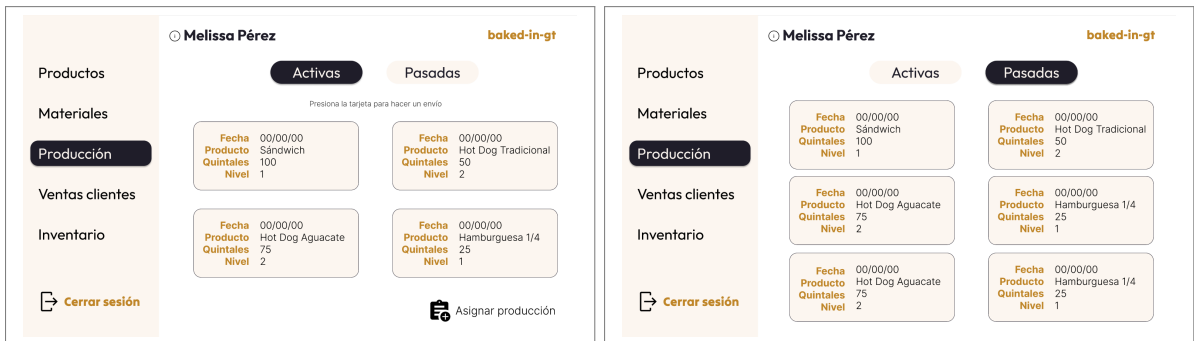 Melissa Pérez
baked-in-gt
Productos
Materiales
Producción
Ventas clientes
Inventario
Cerrar sesión
Activas
Pasadas
Presiona la tarjeta para hacer un envío
Fecha 00/00/00
Producto Sándwich
Quintales 100
Nivel 1
Fecha 00/00/00
Producto Hot Dog Tradicional
Quintales 50
Nivel 2
Fecha 00/00/00
Producto Hot Dog Aguacate
Quintales 75
Nivel 2
Fecha 00/00/00
Producto Hamburguesa 1/4
Quintales 25
Nivel 1
Asignar producción
Melissa Pérez
baked-in-gt
Productos
Materiales
Producción
Ventas clientes
Inventario
Cerrar sesión
Activas
Pasadas
Fecha 00/00/00
Producto Sándwich
Quintales 100
Nivel 1
Fecha 00/00/00
Producto Hot Dog Tradicional
Quintales 50
Nivel 2
Fecha 00/00/00
Producto Hot Dog Aguacate
Quintales 75
Nivel 2
Fecha 00/00/00
Producto Hamburguesa 1/4
Quintales 25
Nivel 1
Fecha 00/00/00
Producto Hot Dog Aguacate
Quintales 75
Nivel 2
Fecha 00/00/00
Producto Hamburguesa 1/4
Quintales 25
Nivel 1